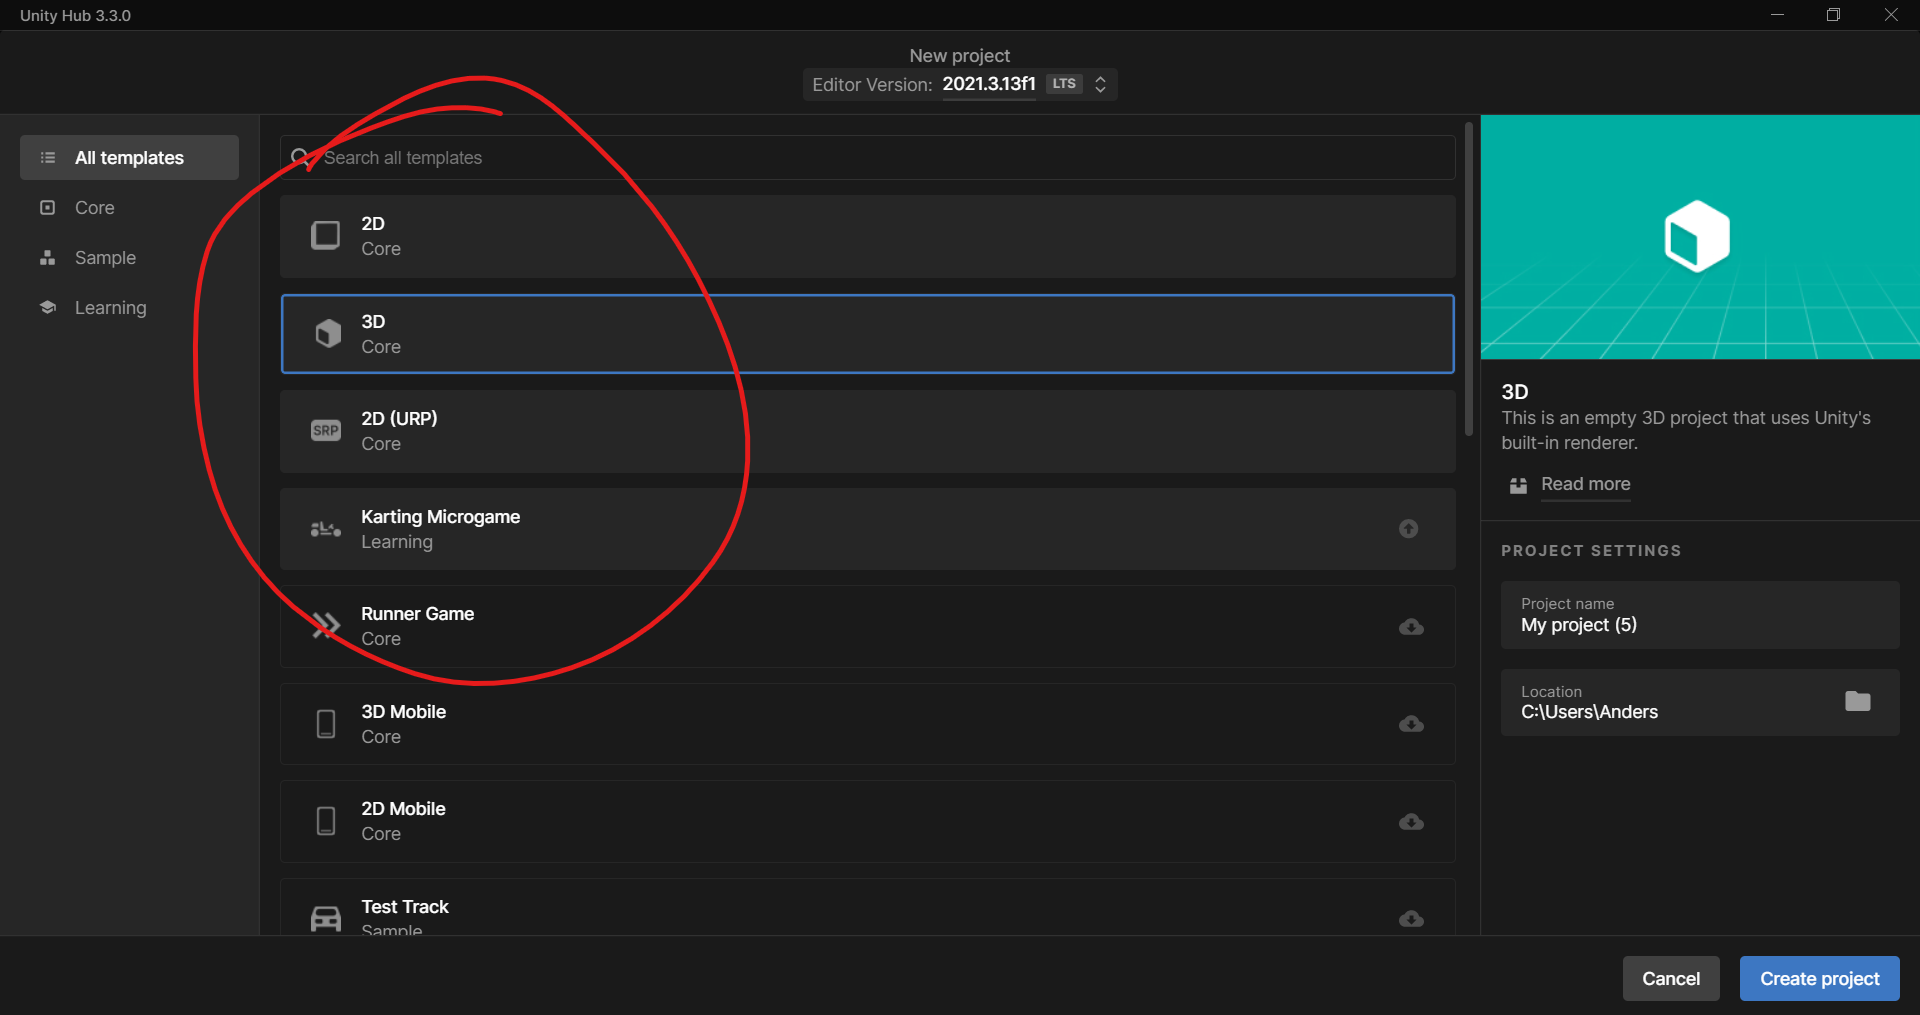 Unity Hub 3.3.0
New project
Editor Version: 2021.3.13f1 LTS
All templates
Core
Sample
Learning
Search all templates
2D
Core
3D
Core
SRP
2D (URP)
Core
Karting Microgame
Learning
Runner Game
Core
3D Mobile
Core
2D Mobile
Core
Test Track
Sample
3D
This is an empty 3D project that uses Unity's
built-in renderer.
Read more
PROJECT SETTINGS
Project name
My project (5)
Location
C:\Users\Anders
Cancel
Create project